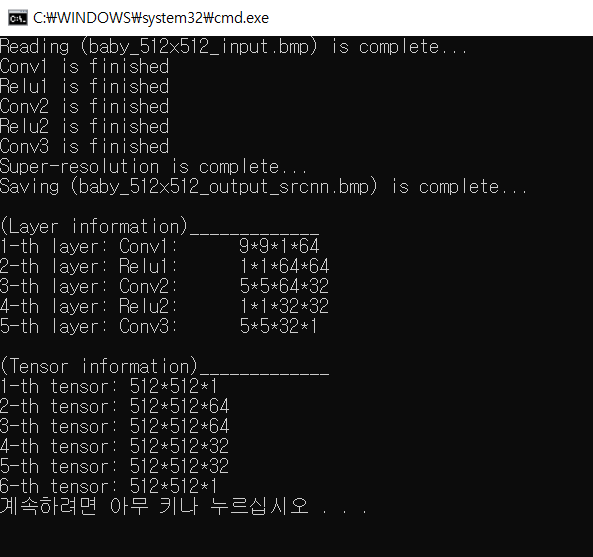 C:\WINDOWS\system32\cmd.exe
Reading (baby_512x512_input.bmp) is complete...
Conv1 is finished
Relu1 is finished
Conv2 is finished
Relu2 is finished
Conv3 is finished
Super-resolution is complete...
Saving (baby_512x512_output_srcnn.bmp) is complete...
(Layer information)_____________
1-th layer: Conv1: 9*9*1*64
2-th layer: Relu1: 1*1*64*64
3-th layer: Conv2: 5*5*64*32
4-th layer: Relu2: 1*1*32*32
5-th layer: Conv3: 5*5*32*1
(Tensor information)_____________
1-th tensor: 512*512*1
2-th tensor: 512*512*64
3-th tensor: 512*512*64
4-th tensor: 512*512*32
5-th tensor: 512*512*32
6-th tensor: 512*512*1
계속하려면 아무 키나 누르십시오 . . .